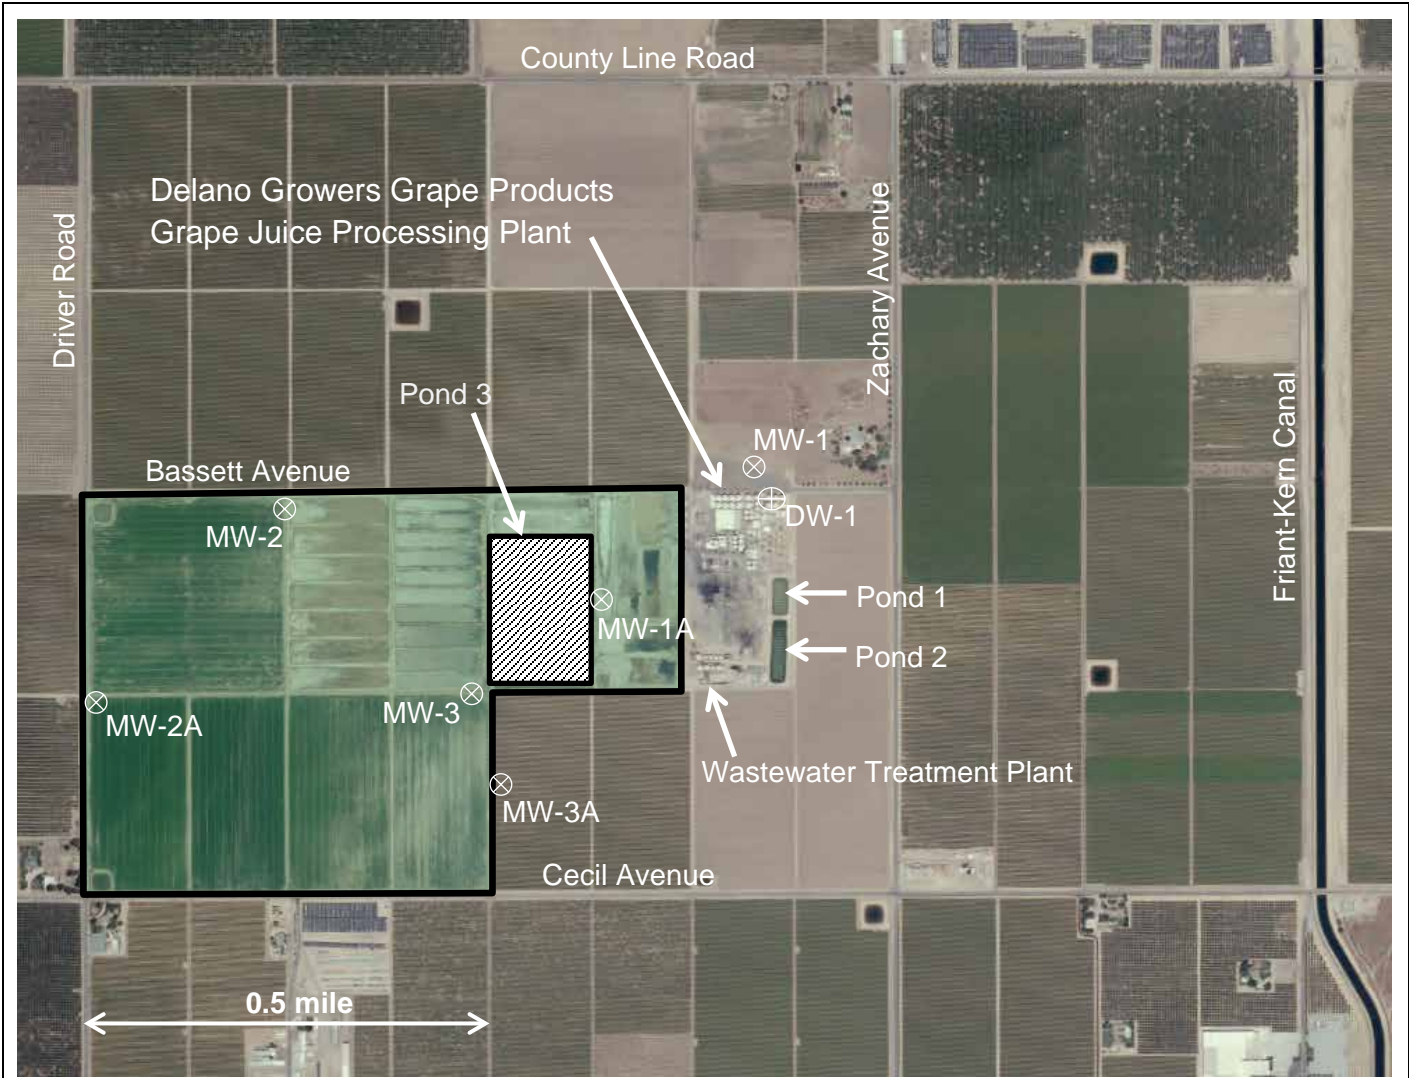 County Line Road
Delano Growers Grape Products
Grape Juice Processing Plant
Driver Road
Zachary Avenue
Friant-Kern Canal
Pond 3
MW-1
Bassett Avenue
MW-2
DW-1
Pond 1
MW-1A
Pond 2
MW-2A
MW-3
Wastewater Treatment Plant
MW-3A
Cecil Avenue
0.5 mile